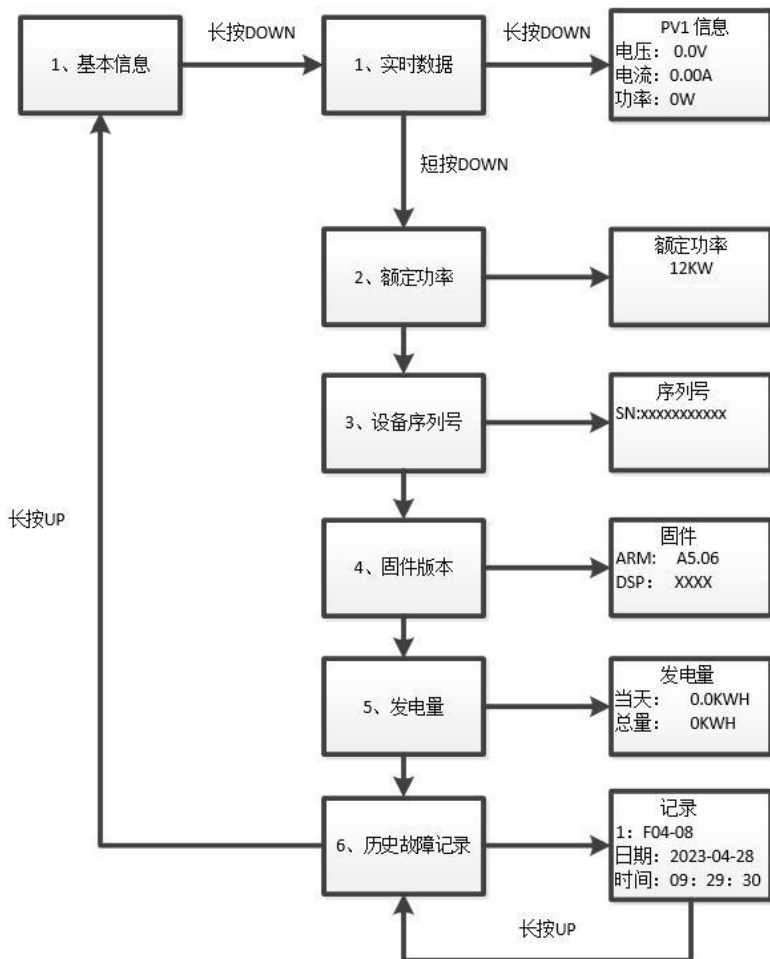 长按DOWN
长按DOWN
1、基本信息
1、实时数据
PV1 信息
电压： 0.0V
电流：0.00A
功率：0W
短按DOWN
2、额定功率
额定功率
12KW
3、设备序列号
序列号
SN:xxxxxxxxxxx
长按UP
4、固件版本
固件
ARM: A5.06
DSP： XXXX
5、发电量
发电量
当天： 0.0KWH
总量： 0KWH
6、历史故障记录
记录
1：F04-08
日期：2023-04-28
时间：09：29：30
长按UP